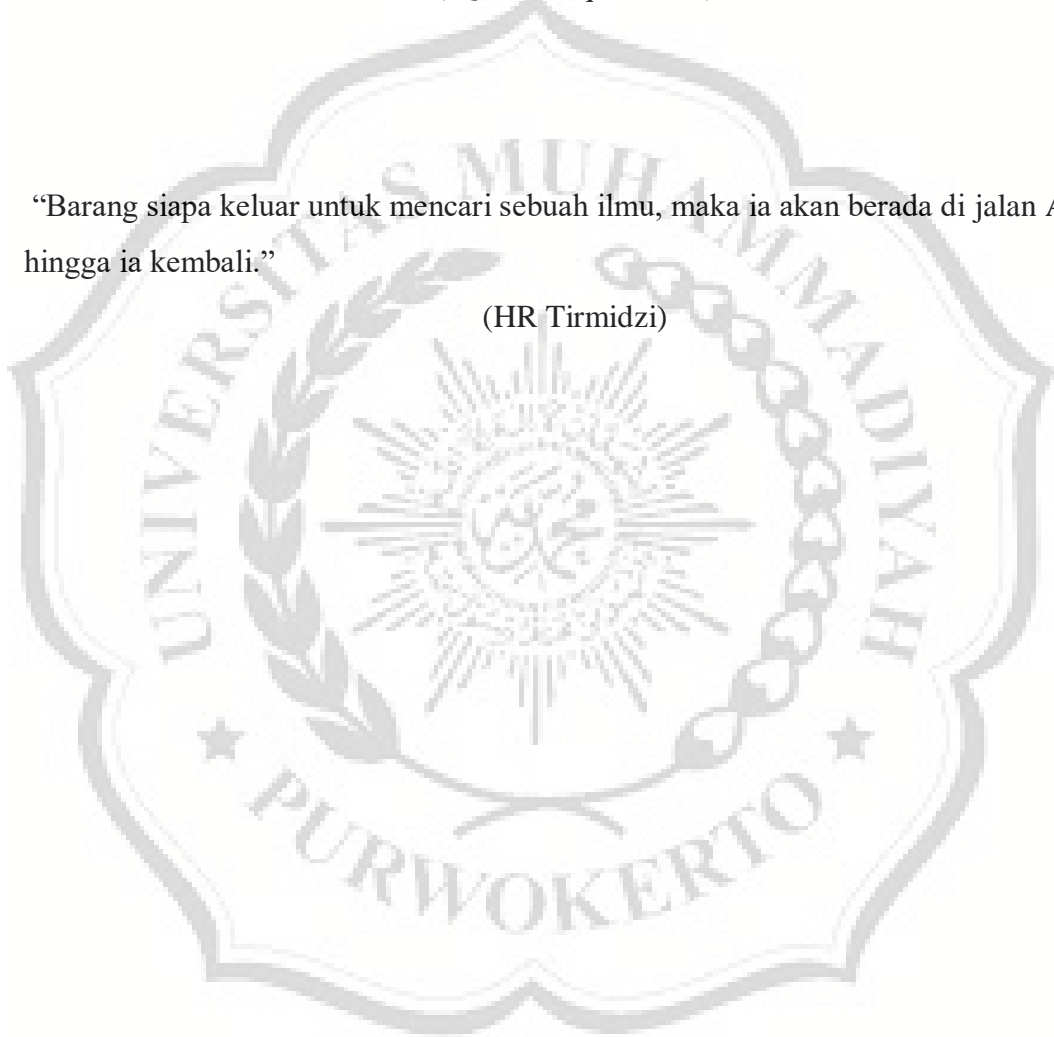 “Barang siapa keluar untuk mencari sebuah ilmu, maka ia akan berada di jalan
hingga ia kembali.”
(HR Tirmidzi)
UNIVERSITAS MUHAMMADIYAH
محمد
PURWOKERTO